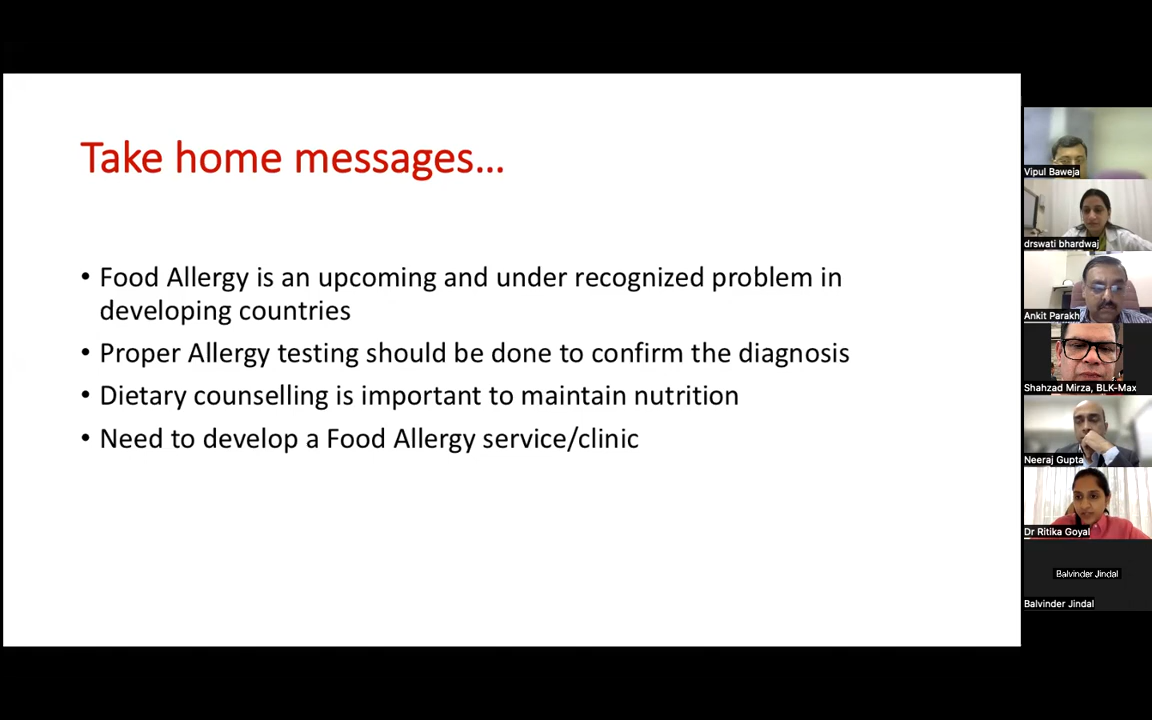 Take home messages...
• Food Allergy is an upcoming and under recognized problem in
developing countries
• Proper Allergy testing should be done to confirm the diagnosis
• Dietary counselling is important to maintain nutrition
• Need to develop a Food Allergy service/clinic
Vipul Baweja
drswati bhardwaj
Ankit Parakh
Shahzad Mirza, BLK-Max
Neeraj Gupta
Dr Ritika Goyal
Balvinder Jindal
Balvinder Jindal